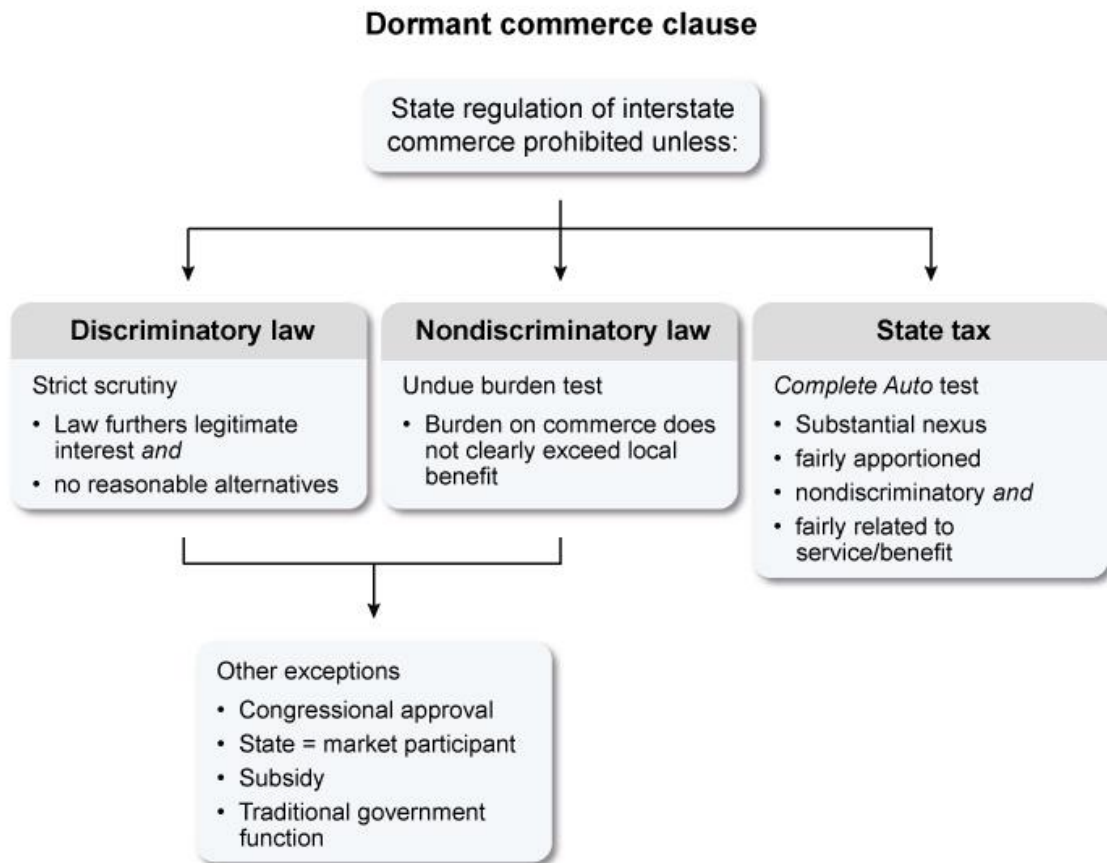 Dormant commerce clause
State regulation of interstate
commerce prohibited unless:
Discriminatory law
Strict scrutiny
• Law furthers legitimate
interest and
• no reasonable alternatives
Nondiscriminatory law
Undue burden test
• Burden on commerce does
not clearly exceed local
benefit
State tax
Complete Auto test
• Substantial nexus
• fairly apportioned
• nondiscriminatory and
• fairly related to
service/benefit
Other exceptions
• Congressional approval
• State = market participant
• Subsidy
• Traditional government
function